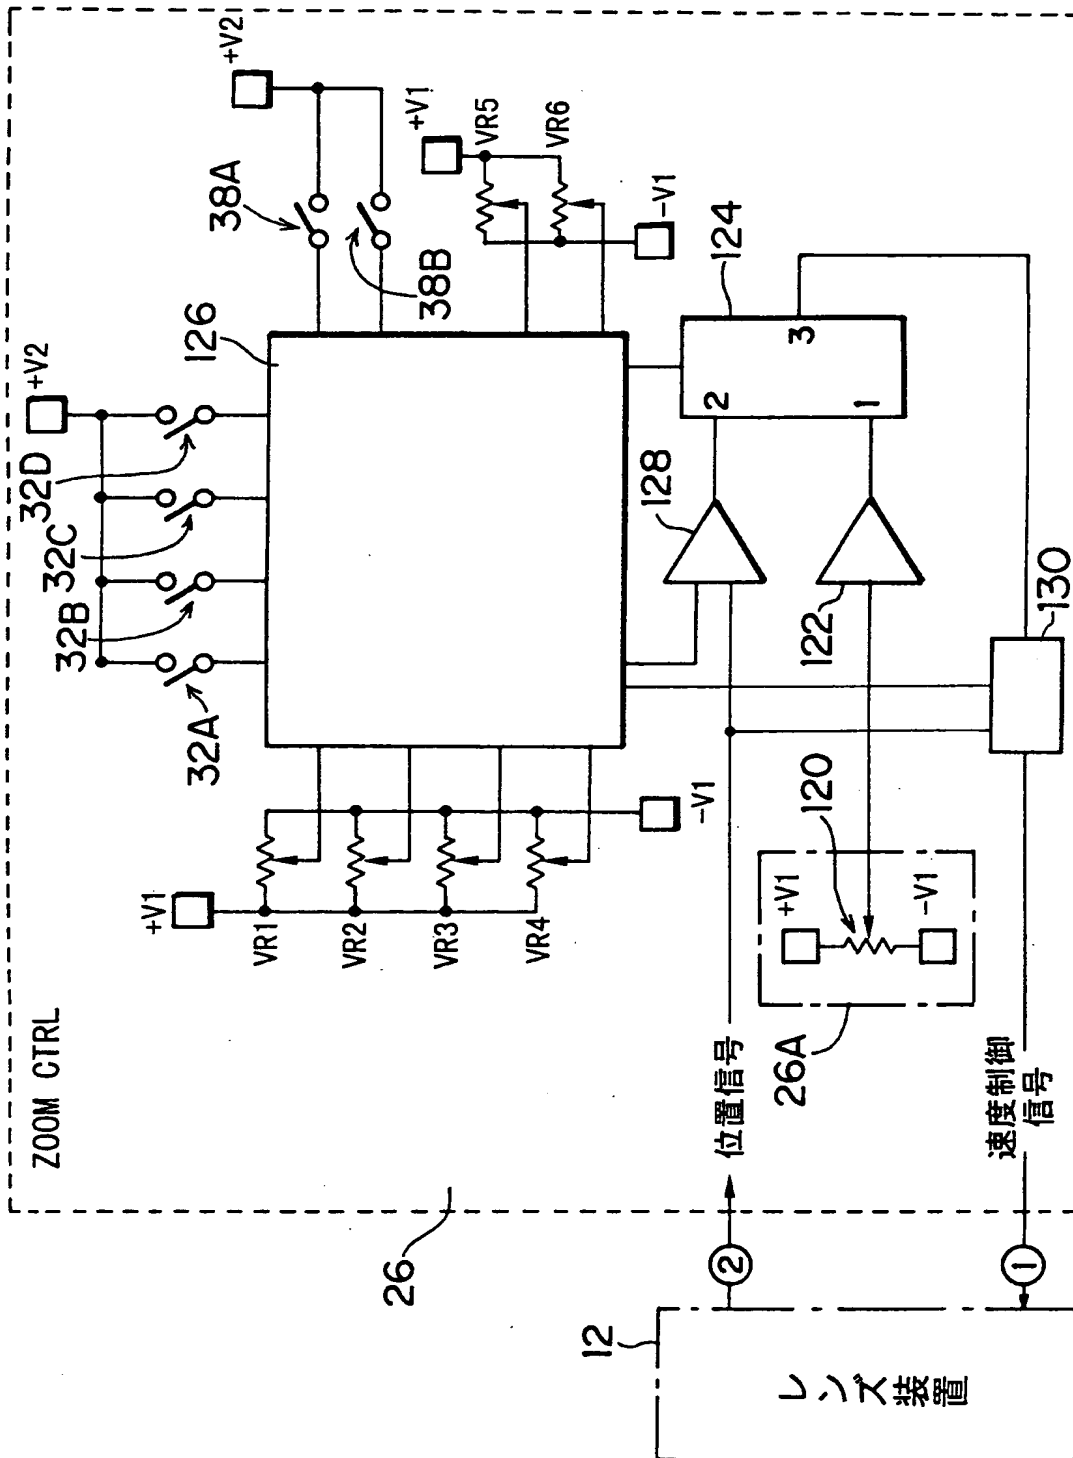 ZOOM CTRL
26
+V1
VR1
VR2
VR3
VR4
-V1
32A
32B
32C
32D
+V2
126
38A
38B
+V2
+V1
VR5
VR6
-V1
124
2
1
3
128
122
120
+V1
-V1
26A
130
位置信号
速度制御
信号
②
①
12
レンズ装置